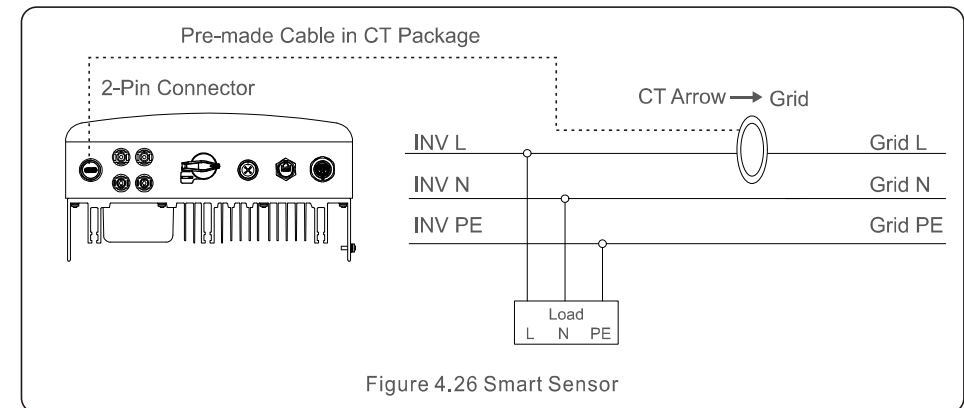 Pre-made Cable in CT Package
2-Pin Connector
CT Arrow → Grid
INV L
Grid L
INV N
Grid N
INV PE
Grid PE
Load
L N PE
Figure 4.26 Smart Sensor